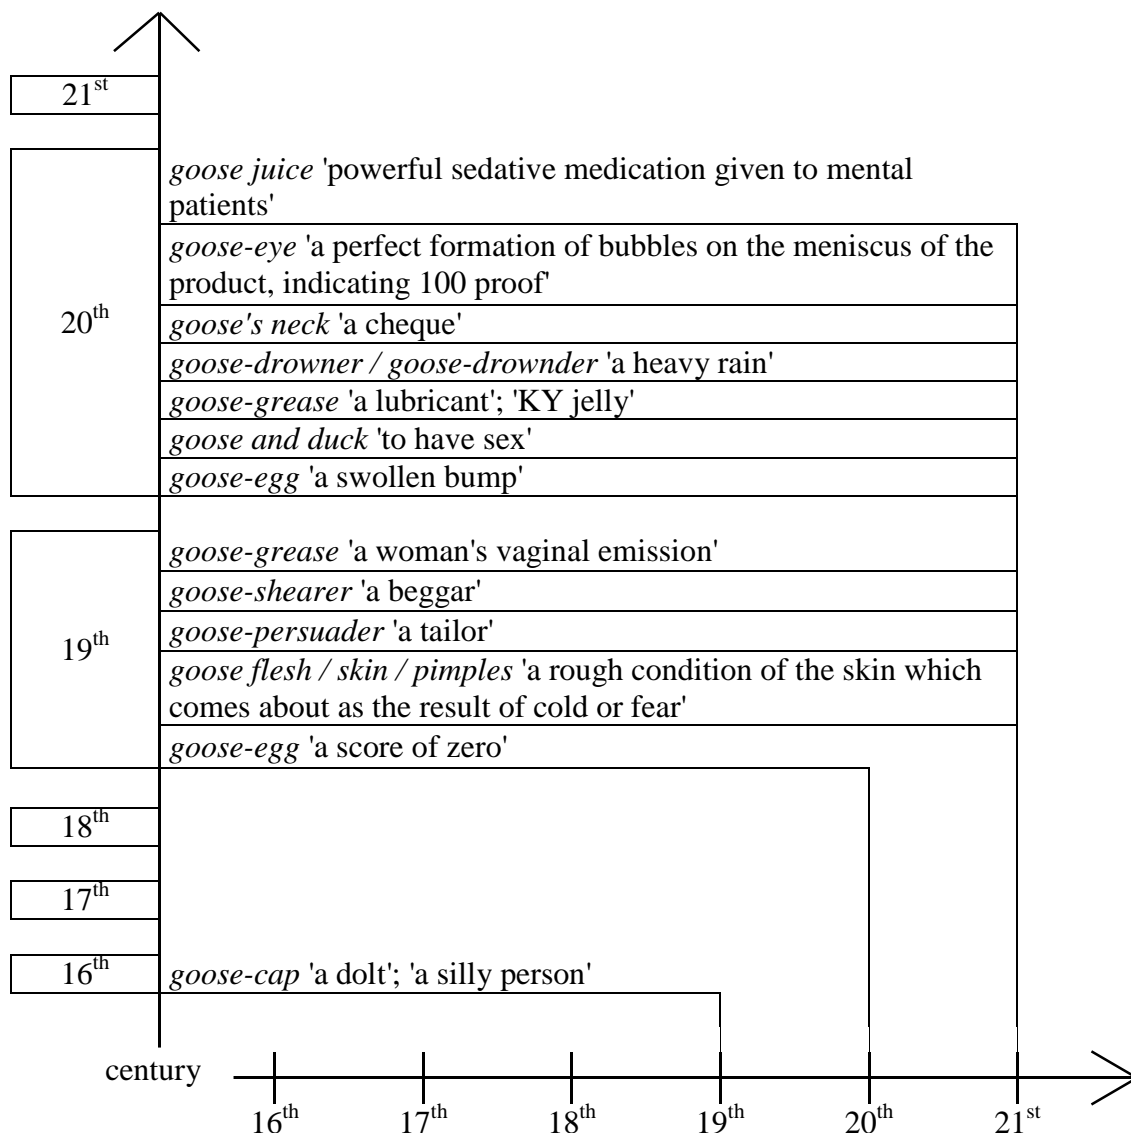 21st
goose juice 'powerful sedative medication given to mental
patients'
goose-eye 'a perfect formation of bubbles on the meniscus of the
product, indicating 100 proof'
20th
goose's neck 'a cheque'
goose-drowner / goose-drownder 'a heavy rain'
goose-grease 'a lubricant'; 'KY jelly'
goose and duck 'to have sex'
goose-egg 'a swollen bump'
goose-grease 'a woman's vaginal emission'
goose-shearer 'a beggar'
goose-persuader 'a tailor'
19th
goose flesh / skin / pimples 'a rough condition of the skin which
comes about as the result of cold or fear'
goose-egg 'a score of zero'
18th
17th
16th
goose-cap 'a dolt'; 'a silly person'
century
16th 17th 18th 19th 20th 21st